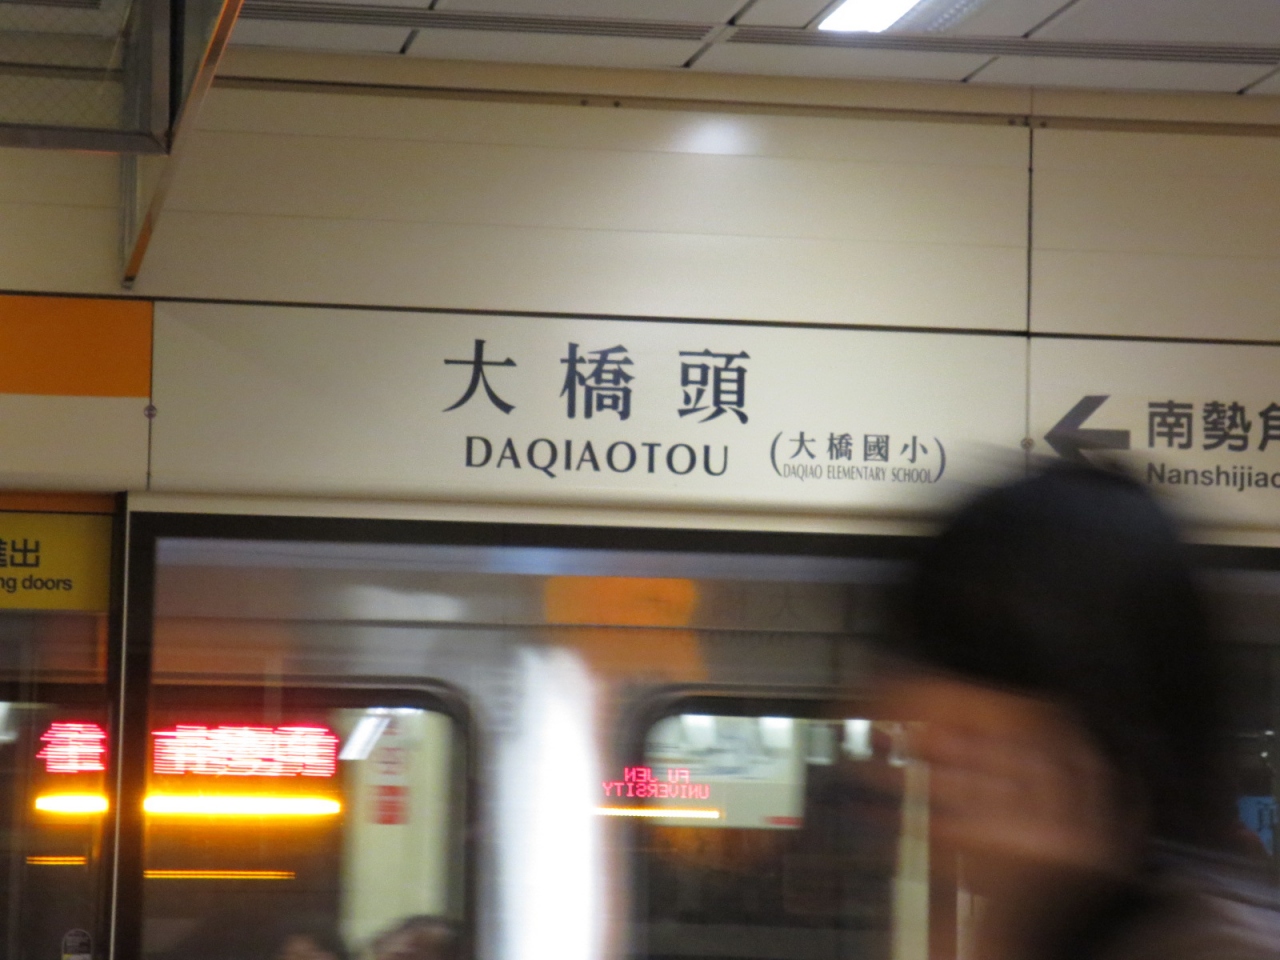 大橋頭
DAQIAOTOU
(大橋國小)
DAQIAO ELEMENTARY SCHOOL
南勢角
Nanshijiao
出
ng doors
FU JEN
UNIVERSITY